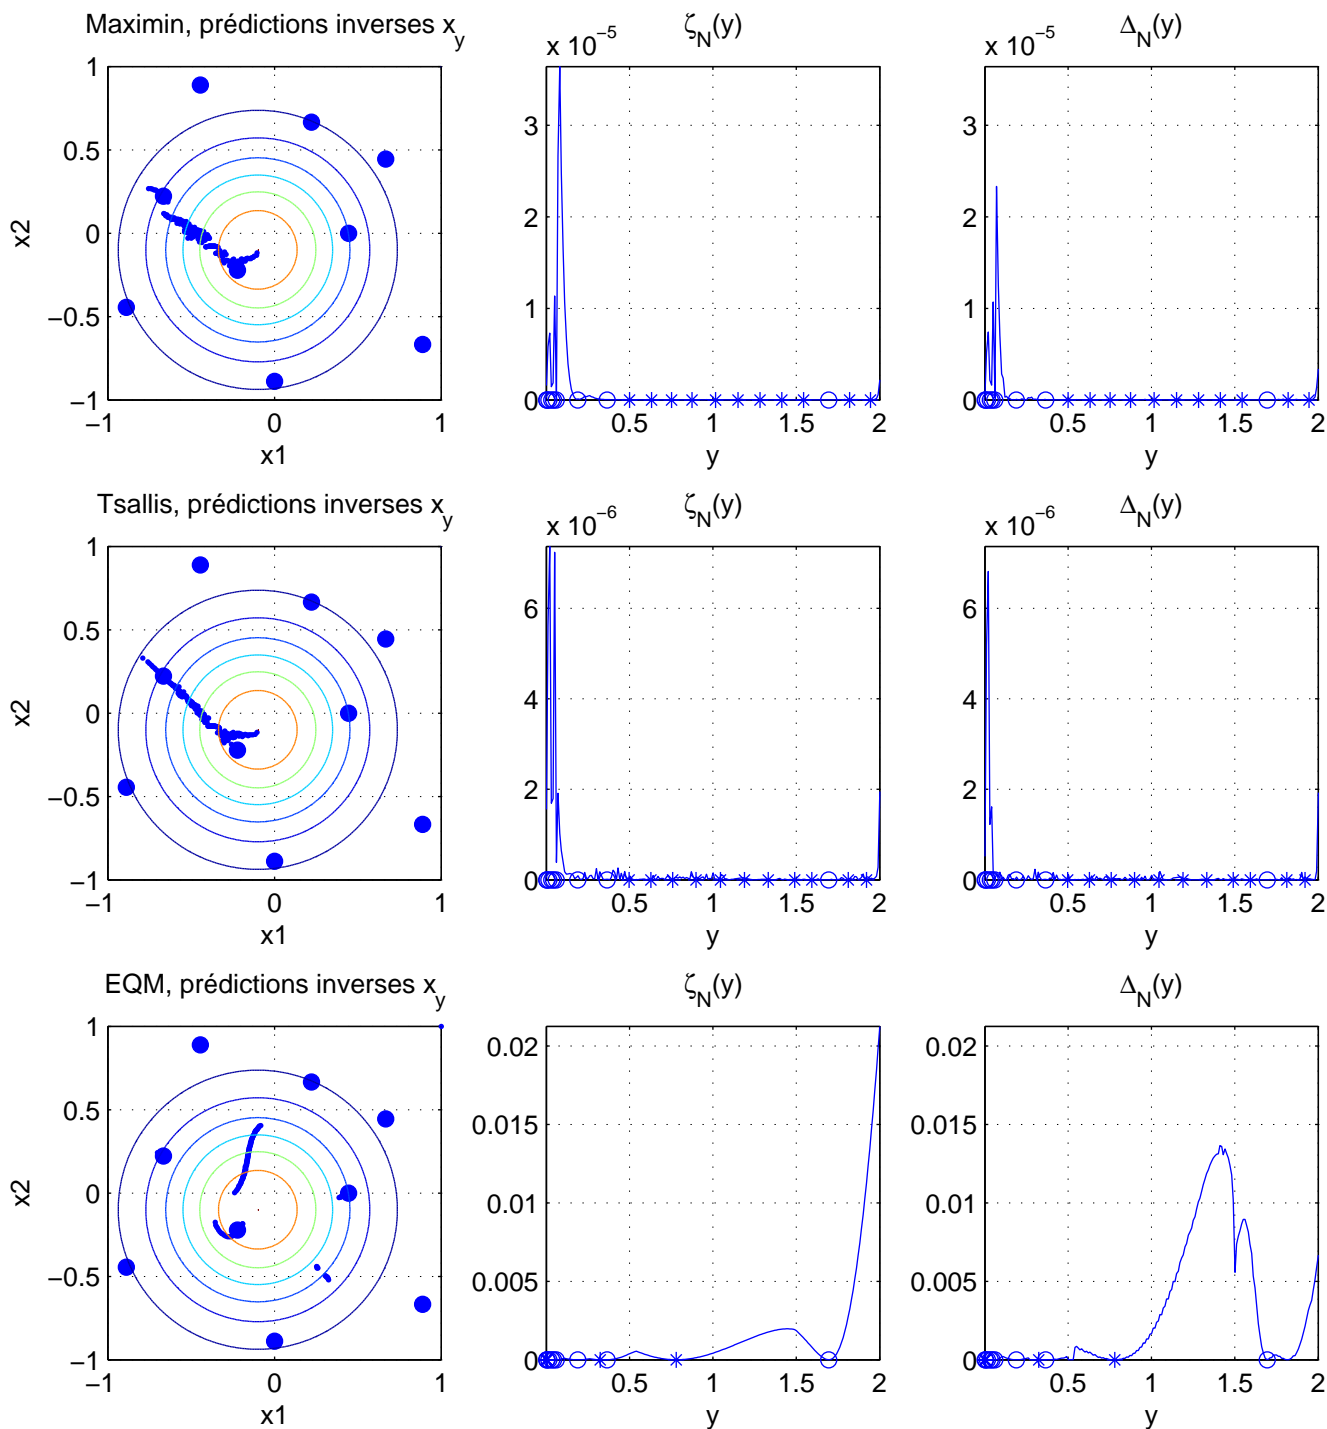 Maximin, prédictions inverses x_y
1
0.5
0
−0.5
−1
−1
0
1
x1
x2
ζ_N(y)
x 10^−5
3
2
1
0
0.5
1
1.5
2
y
Δ_N(y)
x 10^−5
3
2
1
0
0.5
1
1.5
2
y
Tsallis, prédictions inverses x_y
1
0.5
0
−0.5
−1
−1
0
1
x1
x2
ζ_N(y)
x 10^−6
6
4
2
0
0.5
1
1.5
2
y
Δ_N(y)
x 10^−6
6
4
2
0
0.5
1
1.5
2
y
EQM, prédictions inverses x_y
1
0.5
0
−0.5
−1
−1
0
1
x1
x2
ζ_N(y)
0.02
0.015
0.01
0.005
0
0.5
1
1.5
2
y
Δ_N(y)
0.02
0.015
0.01
0.005
0
0.5
1
1.5
2
y